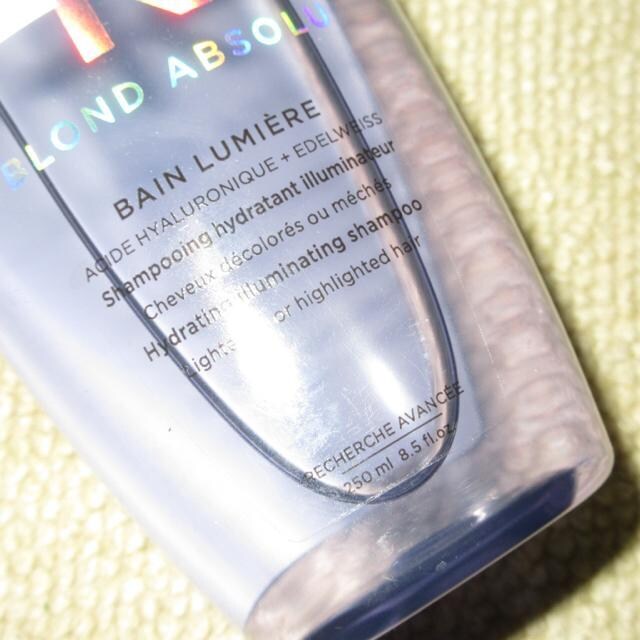 BLOND ABSOLU
BAIN LUMIÈRE
ACIDE HYALURONIQUE + EDELWEISS
Shampooing hydratant illuminateur
Cheveux décolorés ou méchés
Hydrating illuminating shampoo
or highlighted hair
RECHERCHE AVANCÉE
250 ml 8.5 fl.oz.